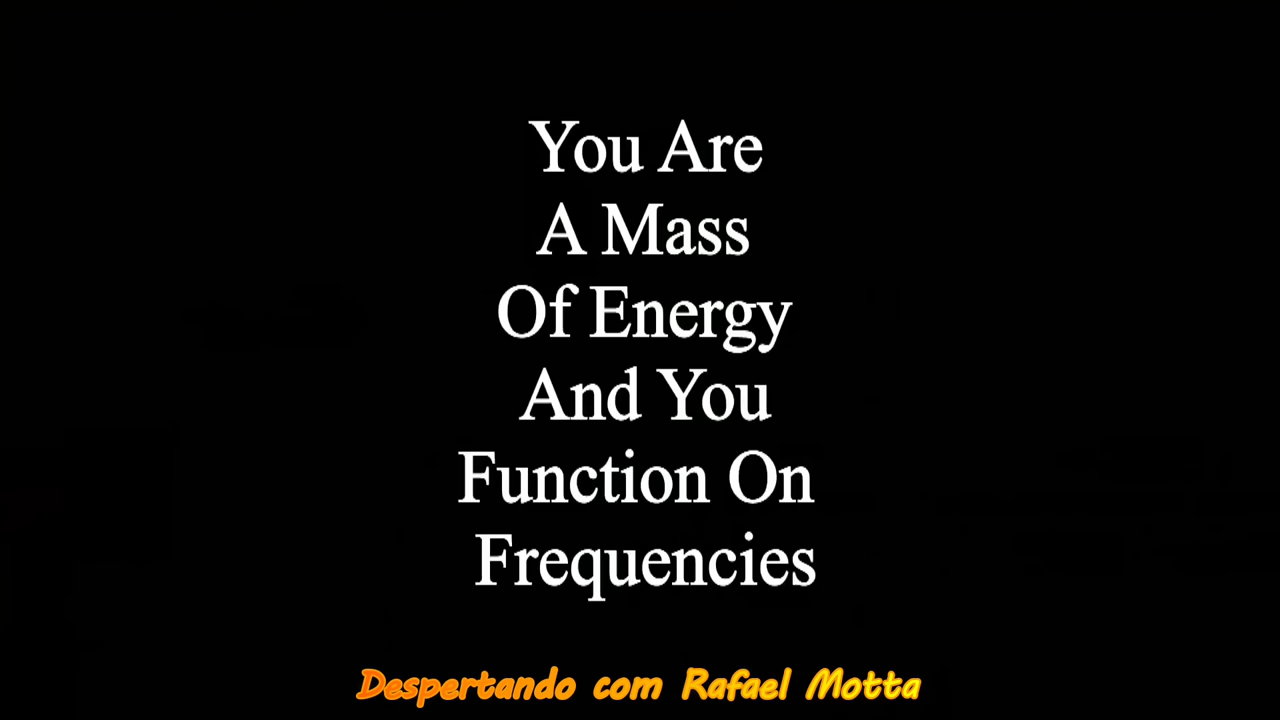 You Are
A Mass
Of Energy
And You
Function On
Frequencies
Despertando com Rafael Motta